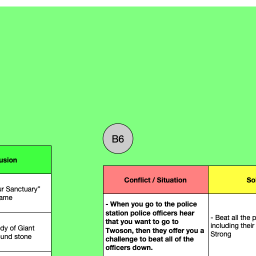 B6
usion
ur Sanctuary"
ame
dy of Giant
und stone
Conflict / Situation
So
- When you go to the police
station police officers hear
that you want to go to
Twoson, then they offer you a
challenge to beat all of the
officers down.
- Beat all the p
including their
Strong